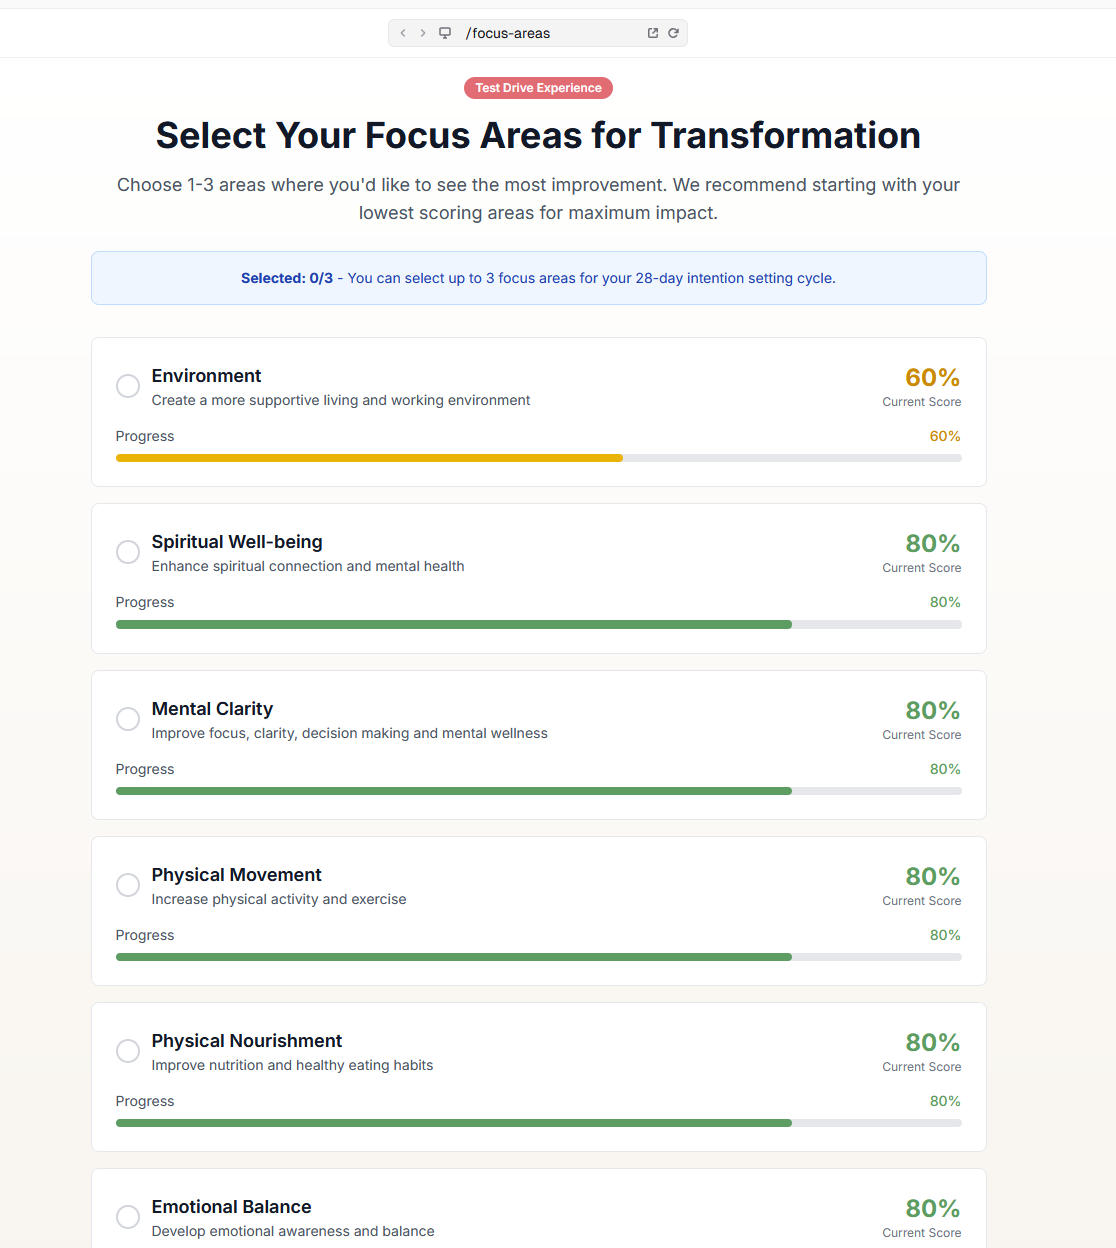 /focus-areas
Test Drive Experience
Select Your Focus Areas for Transformation
Choose 1-3 areas where you'd like to see the most improvement. We recommend starting with your
lowest scoring areas for maximum impact.
Selected: 0/3 - You can select up to 3 focus areas for your 28-day intention setting cycle.
Environment
60%
Create a more supportive living and working environment
Current Score
Progress
60%
Spiritual Well-being
80%
Enhance spiritual connection and mental health
Current Score
Progress
80%
Mental Clarity
80%
Improve focus, clarity, decision making and mental wellness
Current Score
Progress
80%
Physical Movement
80%
Increase physical activity and exercise
Current Score
Progress
80%
Physical Nourishment
80%
Improve nutrition and healthy eating habits
Current Score
Progress
80%
Emotional Balance
80%
Develop emotional awareness and balance
Current Score